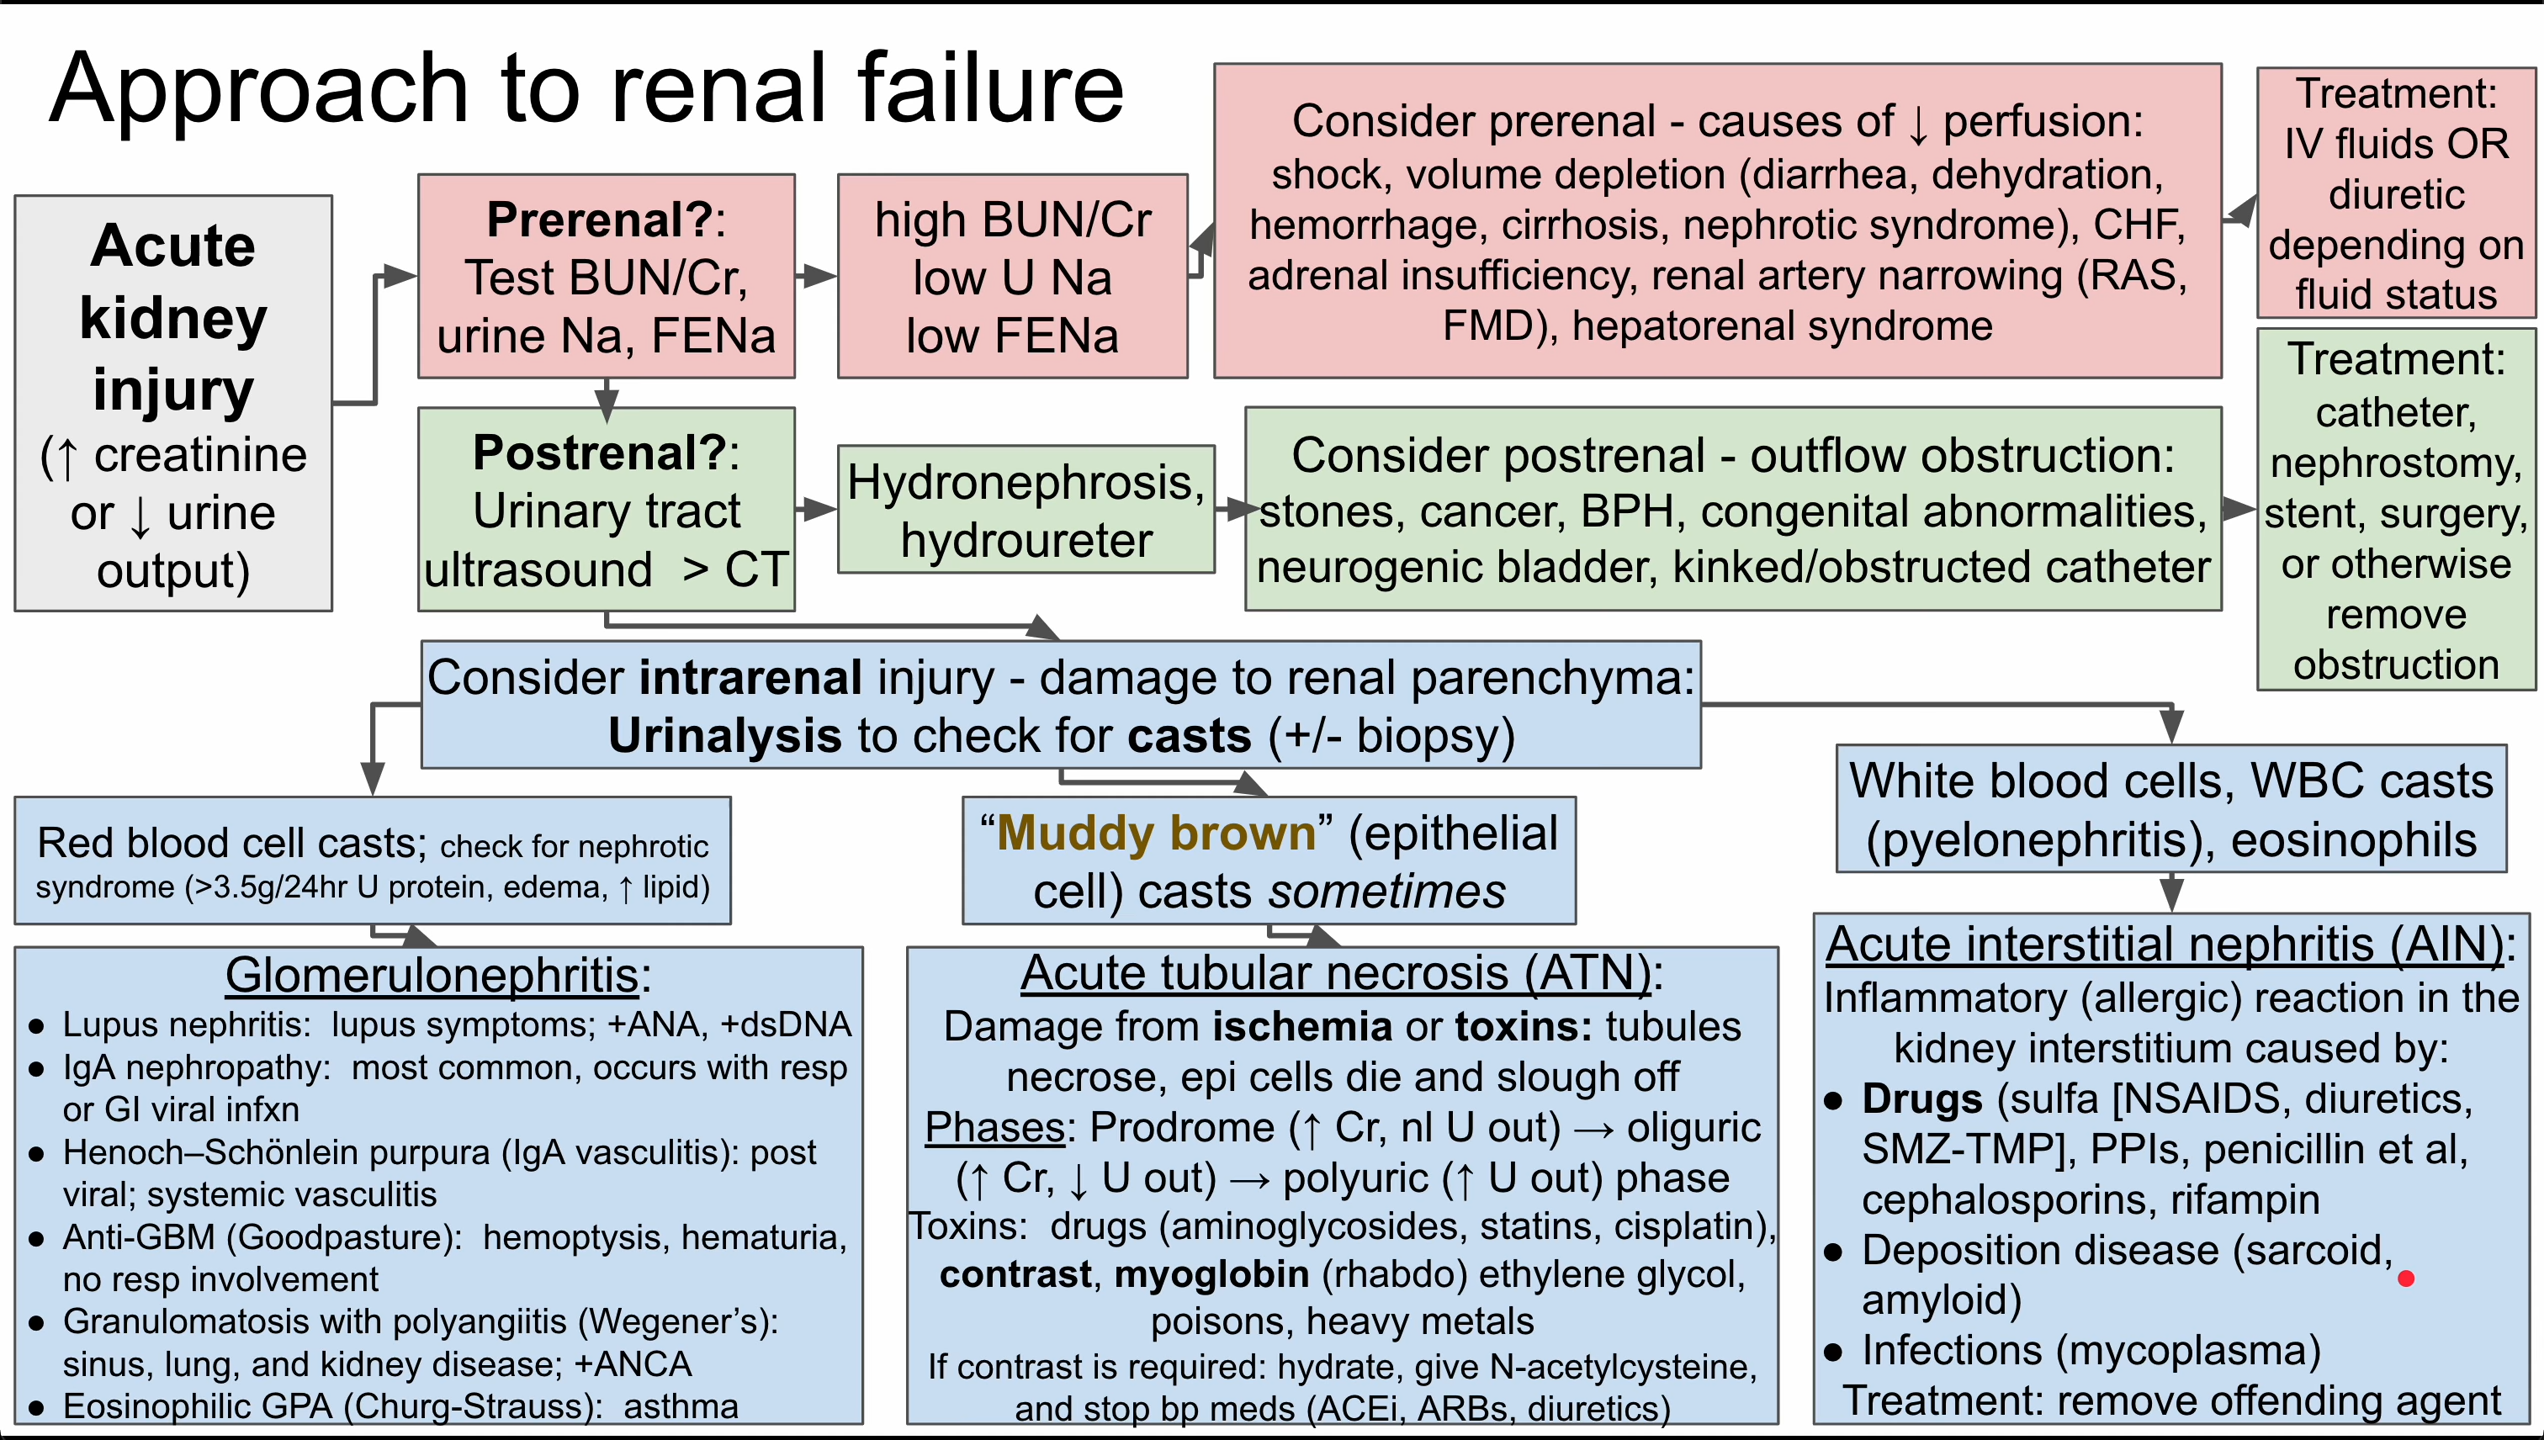 Approach to renal failure
Acute
kidney
injury
(↑ creatinine
or ↓ urine
output)
Prerenal?:
Test BUN/Cr,
urine Na, FENa
high BUN/Cr
low U Na
low FENa
Consider prerenal - causes of ↓ perfusion:
shock, volume depletion (diarrhea, dehydration,
hemorrhage, cirrhosis, nephrotic syndrome), CHF,
adrenal insufficiency, renal artery narrowing (RAS,
FMD), hepatorenal syndrome
Treatment:
IV fluids OR
diuretic
depending on
fluid status
Postrenal?:
Urinary tract
ultrasound > CT
Hydronephrosis,
hydroureter
Consider postrenal - outflow obstruction:
stones, cancer, BPH, congenital abnormalities,
neurogenic bladder, kinked/obstructed catheter
Treatment:
catheter,
nephrostomy,
stent, surgery,
or otherwise
remove
obstruction
Consider intrarenal injury - damage to renal parenchyma:
Urinalysis to check for casts (+/- biopsy)
Red blood cell casts; check for nephrotic
syndrome (>3.5g/24hr U protein, edema, ↑ lipid)
Glomerulonephritis:
● Lupus nephritis: lupus symptoms; +ANA, +dsDNA
● IgA nephropathy: most common, occurs with resp
or GI viral infxn
● Henoch–Schönlein purpura (IgA vasculitis): post
viral; systemic vasculitis
● Anti-GBM (Goodpasture): hemoptysis, hematuria,
no resp involvement
● Granulomatosis with polyangiitis (Wegener's):
sinus, lung, and kidney disease; +ANCA
● Eosinophilic GPA (Churg-Strauss): asthma
“Muddy brown” (epithelial
cell) casts sometimes
Acute tubular necrosis (ATN):
Damage from ischemia or toxins: tubules
necrose, epi cells die and slough off
Phases: Prodrome (↑ Cr, nl U out) → oliguric
(↑ Cr, ↓ U out) → polyuric (↑ U out) phase
Toxins: drugs (aminoglycosides, statins, cisplatin),
contrast, myoglobin (rhabdo) ethylene glycol,
poisons, heavy metals
If contrast is required: hydrate, give N-acetylcysteine,
and stop bp meds (ACEi, ARBs, diuretics)
White blood cells, WBC casts
(pyelonephritis), eosinophils
Acute interstitial nephritis (AIN):
Inflammatory (allergic) reaction in the
kidney interstitium caused by:
● Drugs (sulfa [NSAIDS, diuretics,
SMZ-TMP], PPIs, penicillin et al,
cephalosporins, rifampin
● Deposition disease (sarcoid,
amyloid)
● Infections (mycoplasma)
Treatment: remove offending agent